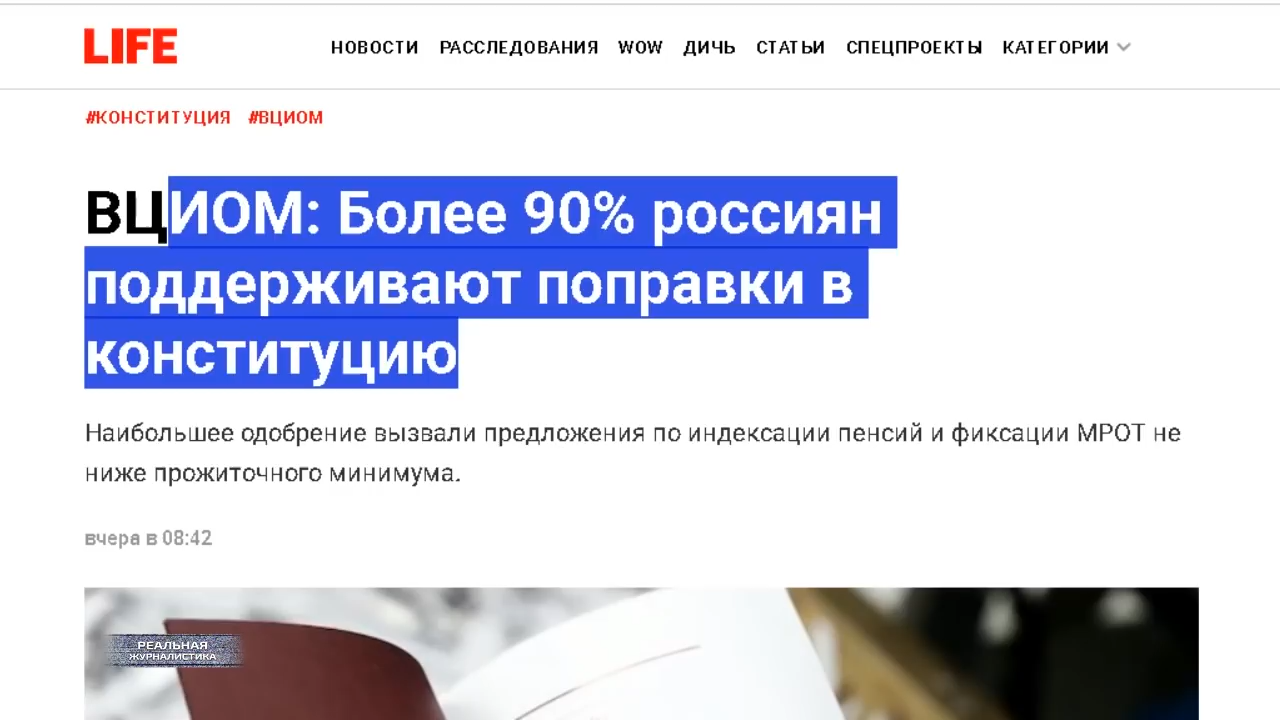 LIFE
НОВОСТИ РАССЛЕДОВАНИЯ WOW ДИЧЬ СТАТЬИ СПЕЦПРОЕКТЫ КАТЕГОРИИ
#КОНСТИТУЦИЯ #ВЦИОМ
ВЦИОМ: Более 90% россиян
поддерживают поправки в
конституцию
Наибольшее одобрение вызвали предложения по индексации пенсий и фиксации МРОТ не
ниже прожиточного минимума.
вчера в 08:42
РЕАЛЬНАЯ
ЖУРНАЛИСТИКА